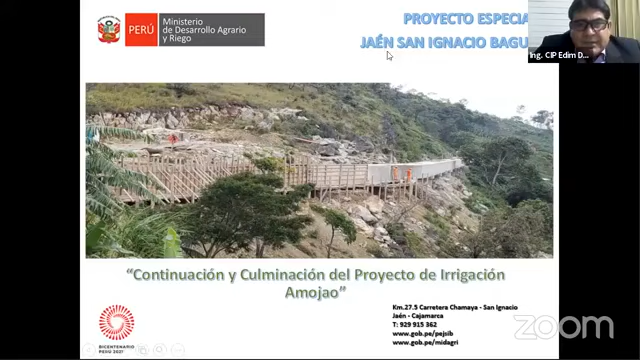 PERÚ
Ministerio
de Desarrollo Agrario
y Riego
PROYECTO ESPECIA
JAÉN SAN IGNACIO BAGU
Ing. CIP Edim D...
“Continuación y Culminación del Proyecto de Irrigación
Amojao”
Km.27.5 Carretera Chamaya - San Ignacio
Jaén - Cajamarca
T: 929 915 362
www.gob.pe/pejsib
www.gob.pe/midagri
BICENTENARIO
PERÚ 2021
zoom